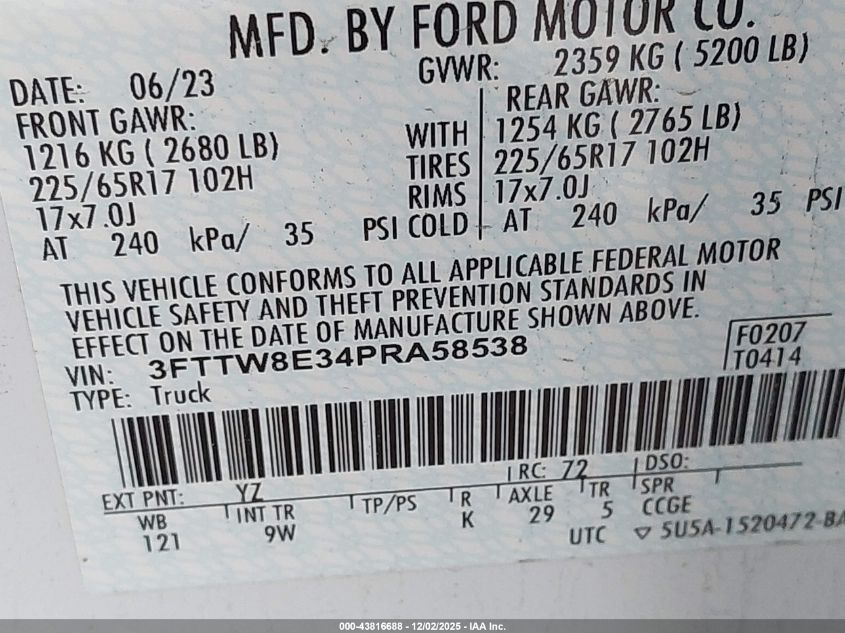 MFD. BY FORD MOTOR CO.
DATE: 06/23 GVWR: 2359 KG ( 5200 LB)
FRONT GAWR: REAR GAWR:
1216 KG ( 2680 LB) WITH 1254 KG ( 2765 LB)
225/65R17 102H TIRES 225/65R17 102H
17x7.0J RIMS 17x7.0J
AT 240 kPa/ 35 PSI COLD AT 240 kPa/ 35 PSI
THIS VEHICLE CONFORMS TO ALL APPLICABLE FEDERAL MOTOR
VEHICLE SAFETY AND THEFT PREVENTION STANDARDS IN
EFFECT ON THE DATE OF MANUFACTURE SHOWN ABOVE.
VIN: 3FTTW8E34PRA58538 F0207
TYPE: Truck T0414
EXT PNT: YZ RC: 72 DSO:
WB INT TR TP/PS R AXLE TR SPR
121 9W K 29 5 CCGE
UTC ▽ 5U5A-1520472-BA
000-43816688 - 12/02/2025 - IAA Inc.